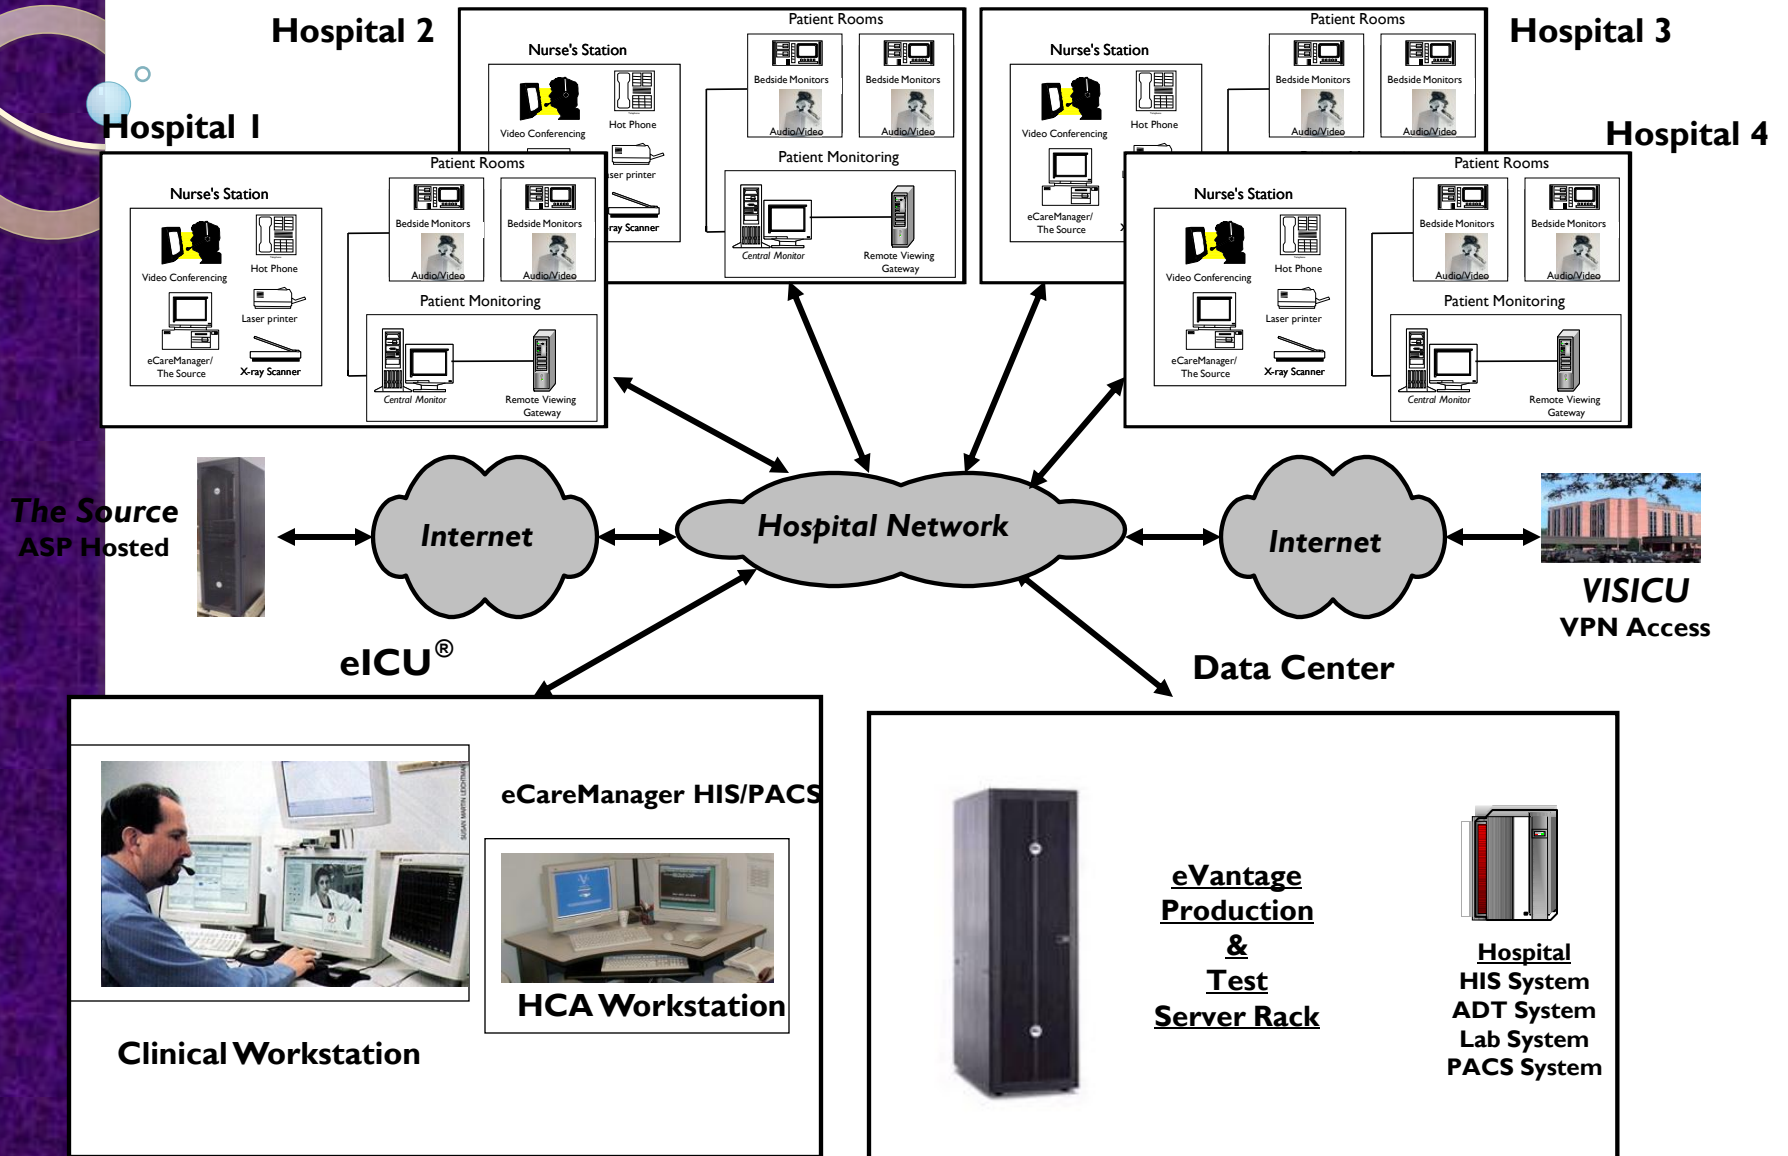 Hospital 2
Patient Rooms
Nurse's Station
Bedside Monitors
Bedside Monitors
Video Conferencing
Hot Phone
Audio/Video
Audio/Video
Patient Monitoring
Central Monitor
Remote Viewing
Gateway
Hospital 3
Patient Rooms
Nurse's Station
Bedside Monitors
Bedside Monitors
Video Conferencing
Hot Phone
Audio/Video
Audio/Video
eCareManager/
The Source
Hospital 1
Patient Rooms
Nurse's Station
Bedside Monitors
Bedside Monitors
Video Conferencing
Hot Phone
Audio/Video
Audio/Video
Patient Monitoring
Laser printer
eCareManager/
The Source
X-ray Scanner
Central Monitor
Remote Viewing
Gateway
Hospital 4
Patient Rooms
Nurse's Station
Bedside Monitors
Bedside Monitors
Video Conferencing
Hot Phone
Audio/Video
Audio/Video
Patient Monitoring
Laser printer
eCareManager/
The Source
X-ray Scanner
Central Monitor
Remote Viewing
Gateway
The Source
ASP Hosted
Internet
Hospital Network
Internet
VISICU
VPN Access
eICU®
Data Center
SUSAN MARTIN LEICHTMAN
eCareManager HIS/PACS
HCA Workstation
Clinical Workstation
eVantage
Production
&
Test
Server Rack
Hospital
HIS System
ADT System
Lab System
PACS System